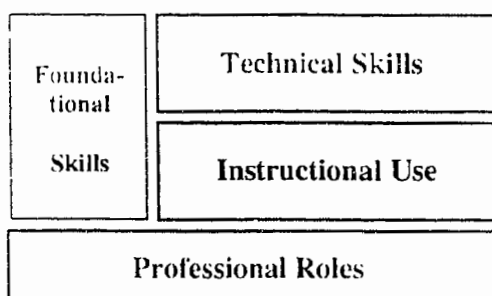 Founda-
tional
Skills
Technical Skills
Instructional Use
Professional Roles